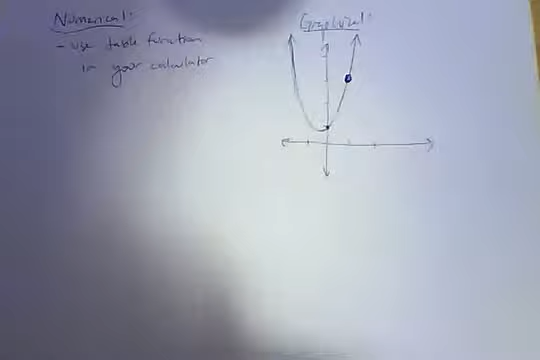 Numerical:
- use table function
in your calculator
Graphical: